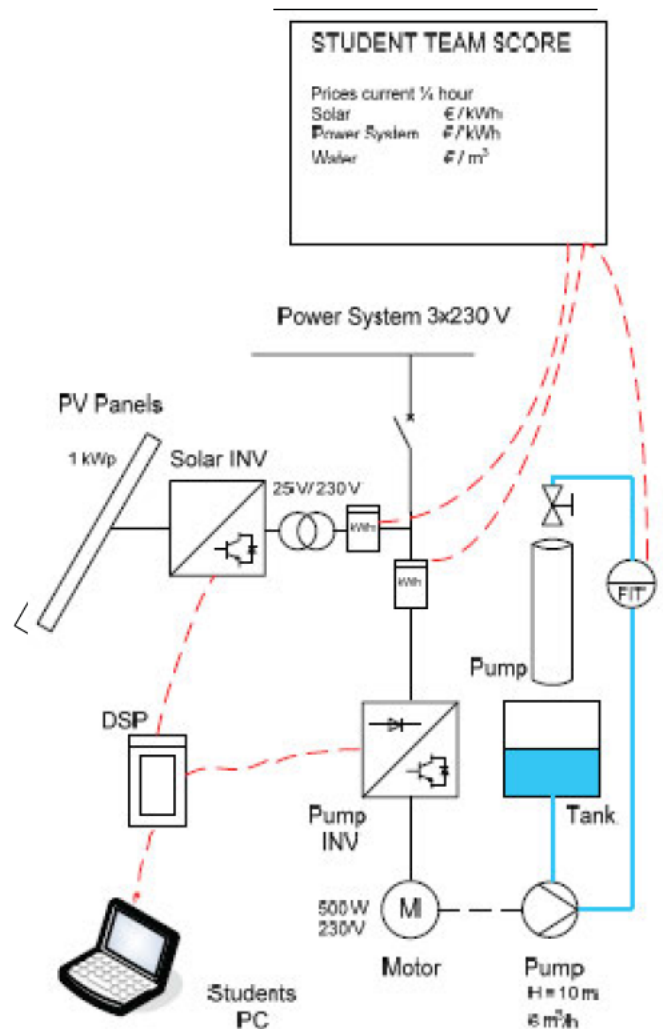 STUDENT TEAM SCORE
Prices current ¼ hour
Solar €/kWh
Power System €/kWh
Water €/m³
Power System 3x230 V
PV Panels
1 kWp
Solar INV
25V/230V
kWh
kWh
FIT
Pump
DSP
Pump
INV
Tank
500W
230V
MI
Motor
Pump
H=10 m
6 m³/h
Students
PC